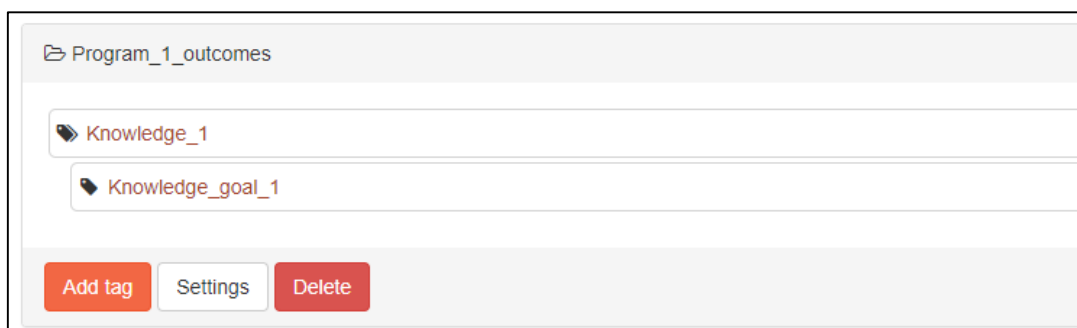 Program_1_outcomes
Knowledge_1
Knowledge_goal_1
Add tag Settings Delete